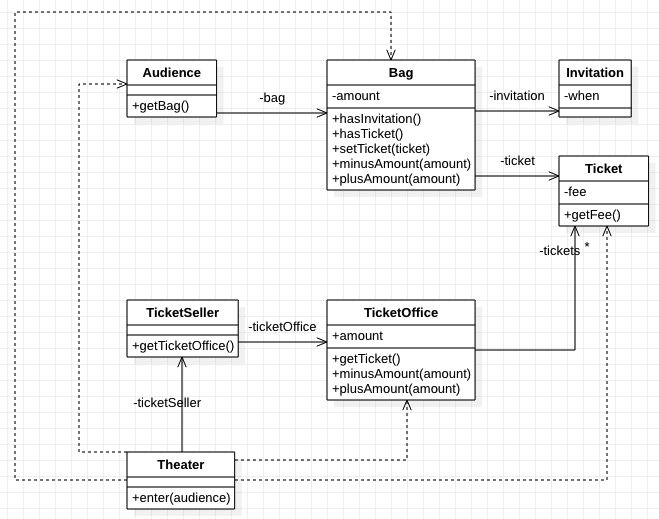 Audience
+getBag()
-bag
Bag
-amount
+hasInvitation()
+hasTicket()
+setTicket(ticket)
+minusAmount(amount)
+plusAmount(amount)
-invitation
Invitation
-when
-ticket
Ticket
-fee
+getFee()
-tickets *
TicketSeller
+getTicketOffice()
-ticketOffice
TicketOffice
+amount
+getTicket()
+minusAmount(amount)
+plusAmount(amount)
-ticketSeller
Theater
+enter(audience)